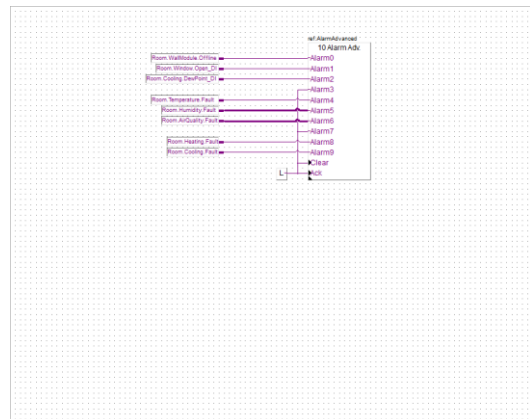 ref:AlarmAdvanced
10 Alarm Adv.
Room.WallModule.Offline Alarm0
Room.Window.Open_DI Alarm1
Room.Cooling.DewPoint_DI Alarm2
Alarm3
Room.Temperature.Fault Alarm4
Room.Humidity.Fault Alarm5
Room.AirQuality.Fault Alarm6
Alarm7
Room.Heating.Fault Alarm8
Room.Cooling.Fault Alarm9
Clear
L Ack